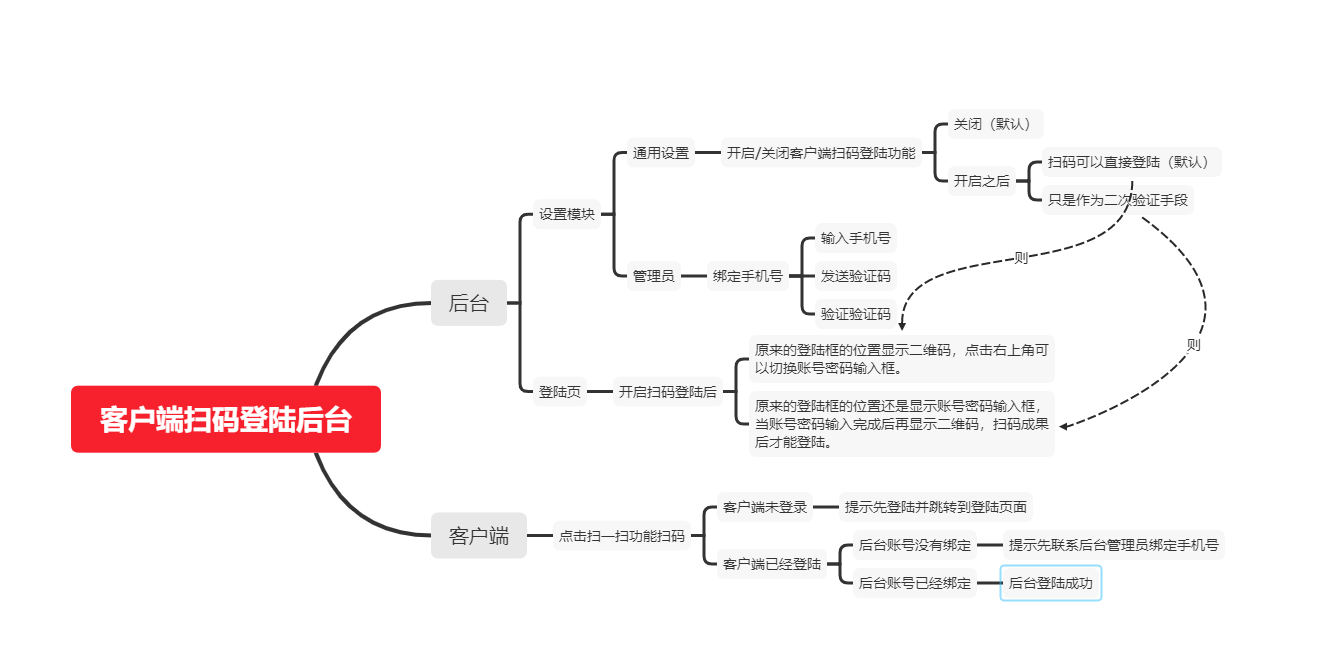 客户端扫码登陆后台
后台
设置模块
通用设置
开启/关闭客户端扫码登陆功能
关闭（默认）
开启之后
扫码可以直接登陆（默认）
只是作为二次验证手段
管理员
绑定手机号
输入手机号
发送验证码
验证验证码
则
则
登陆页
开启扫码登陆后
原来的登陆框的位置显示二维码，点击右上角可
以切换账号密码输入框。
原来的登陆框的位置还是显示账号密码输入框，
当账号密码输入完成后再显示二维码，扫码成果
后才能登陆。
客户端
点击扫一扫功能扫码
客户端未登录
提示先登陆并跳转到登陆页面
客户端已经登陆
后台账号没有绑定
提示先联系后台管理员绑定手机号
后台账号已经绑定
后台登陆成功